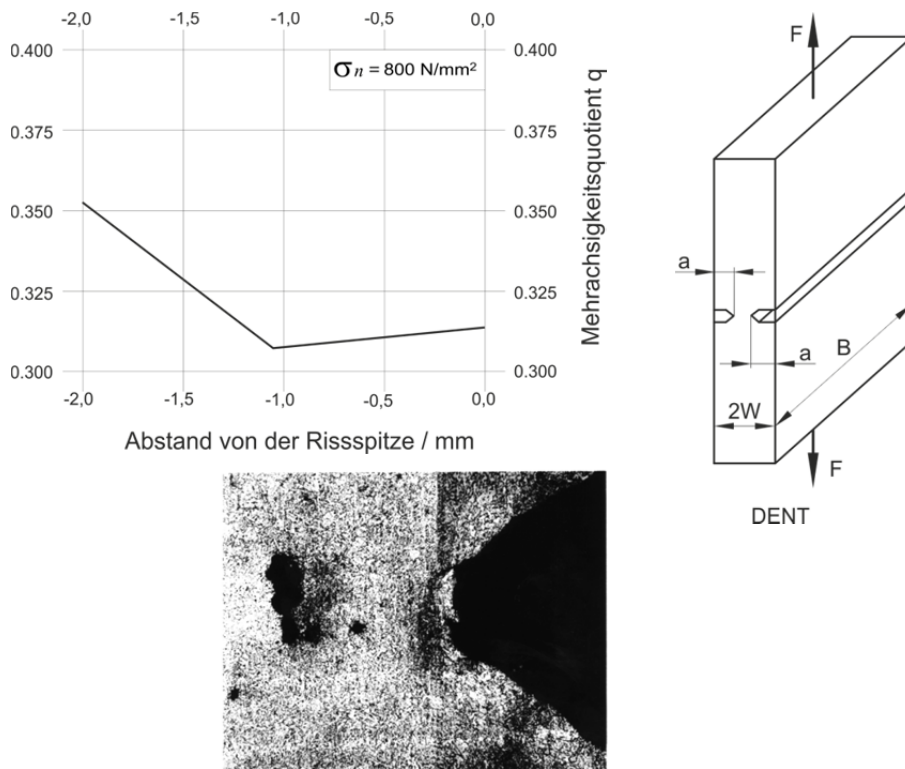 -2,0 -1,5 -1,0 -0,5 0,0
0.400 0.400
σn = 800 N/mm²
0.375 0.375
0.350 0.350
0.325 0.325
0.300 0.300
-2,0 -1,5 -1,0 -0,5 0,0
Abstand von der Rissspitze / mm
Mehrachsigkeitsquotient q
F
a
a
B
2W
F
DENT